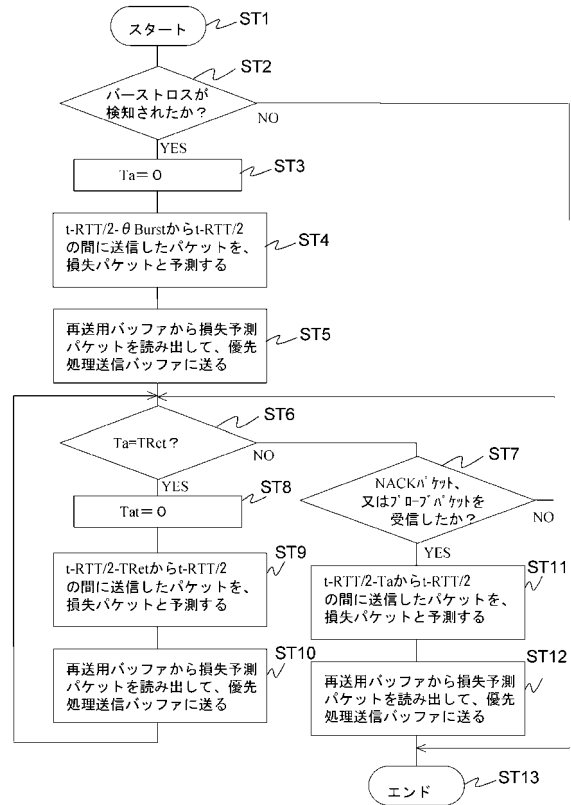 スタート
ST1
ST2
バーストロスが
検知されたか？
NO
YES
Ta＝０
ST3
t-RTT/2-θBurstからt-RTT/2
の間に送信したパケットを、
損失パケットと予測する
ST4
再送用バッファから損失予測
パケットを読み出して、優先
処理送信バッファに送る
ST5
ST6
Ta=TRet？
NO
YES
ST7
NACKﾊﾟｹｯﾄ、
又はﾌﾟﾛｰﾌﾞﾊﾟｹｯﾄを
受信したか？
NO
YES
ST8
Tat＝０
ST9
t-RTT/2-TRetからt-RTT/2
の間に送信したパケットを、
損失パケットと予測する
ST11
t-RTT/2-Taからt-RTT/2
の間に送信したパケットを、
損失パケットと予測する
ST10
再送用バッファから損失予測
パケットを読み出して、優先
処理送信バッファに送る
ST12
再送用バッファから損失予測
パケットを読み出して、優先
処理送信バッファに送る
エンド
ST13